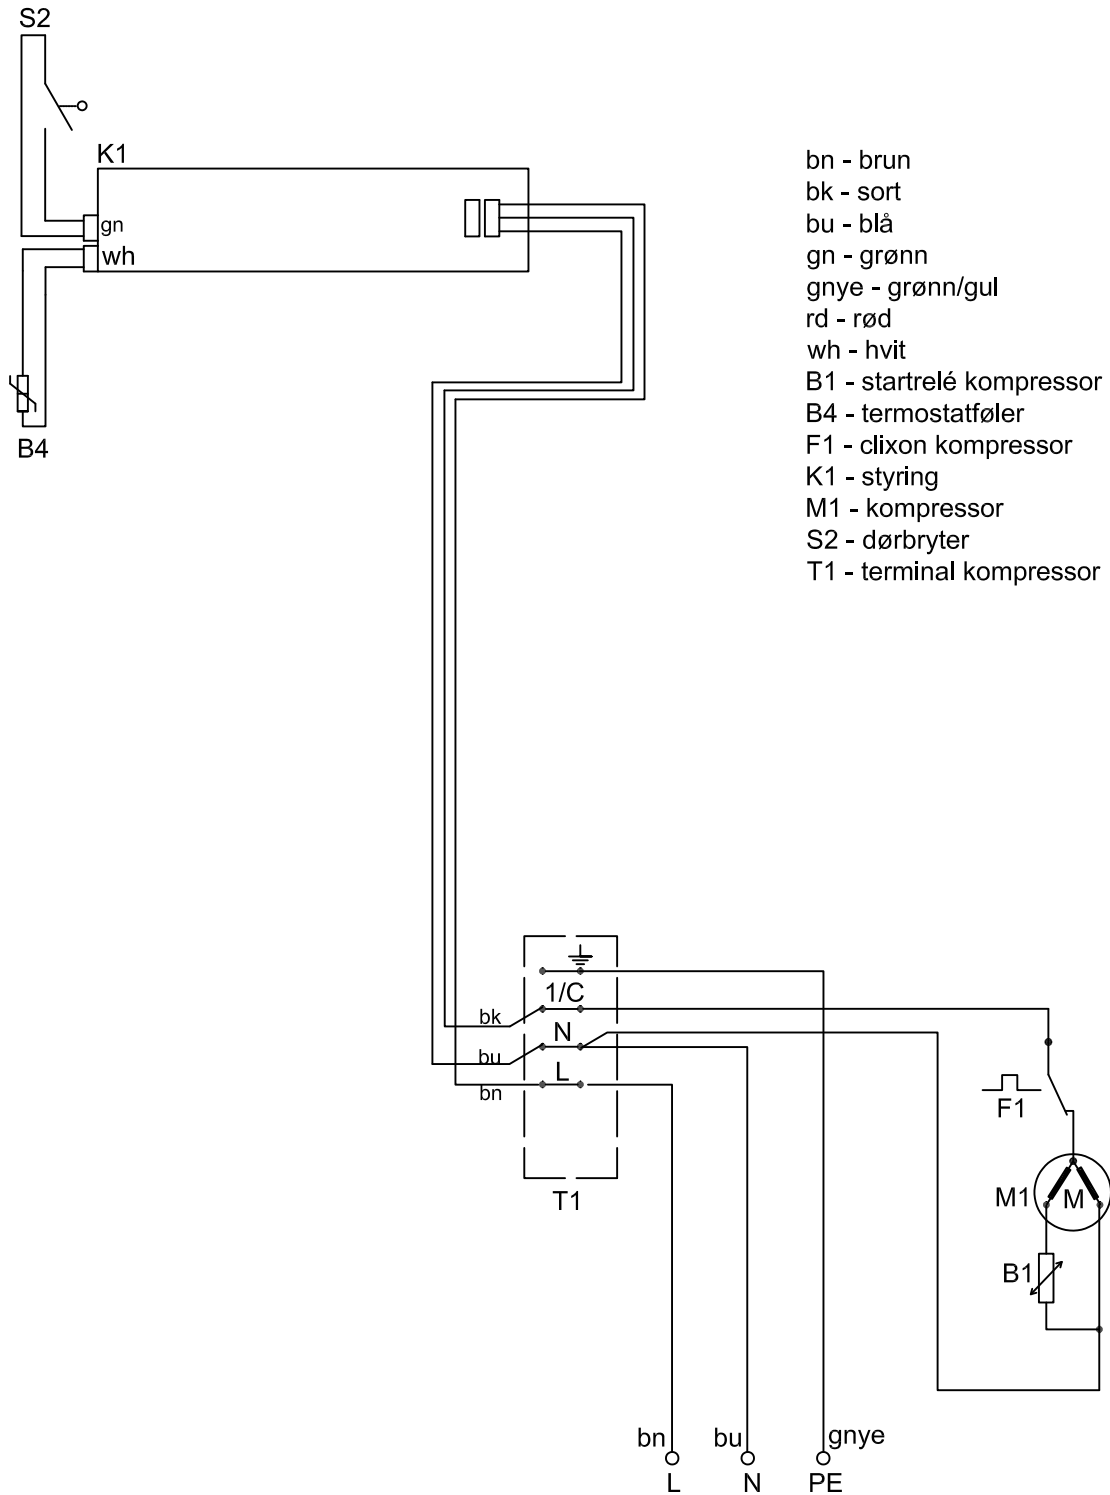 S2
K1
gn
wh
B4
bn - brun
bk - sort
bu - blå
gn - grønn
gnye - grønn/gul
rd - rød
wh - hvit
B1 - startrelé kompressor
B4 - termostatføler
F1 - clixon kompressor
K1 - styring
M1 - kompressor
S2 - dørbryter
T1 - terminal kompressor
1/C
bk
N
bu
L
bn
T1
F1
M1
M
B1
bn
bu
gnye
L
N
PE